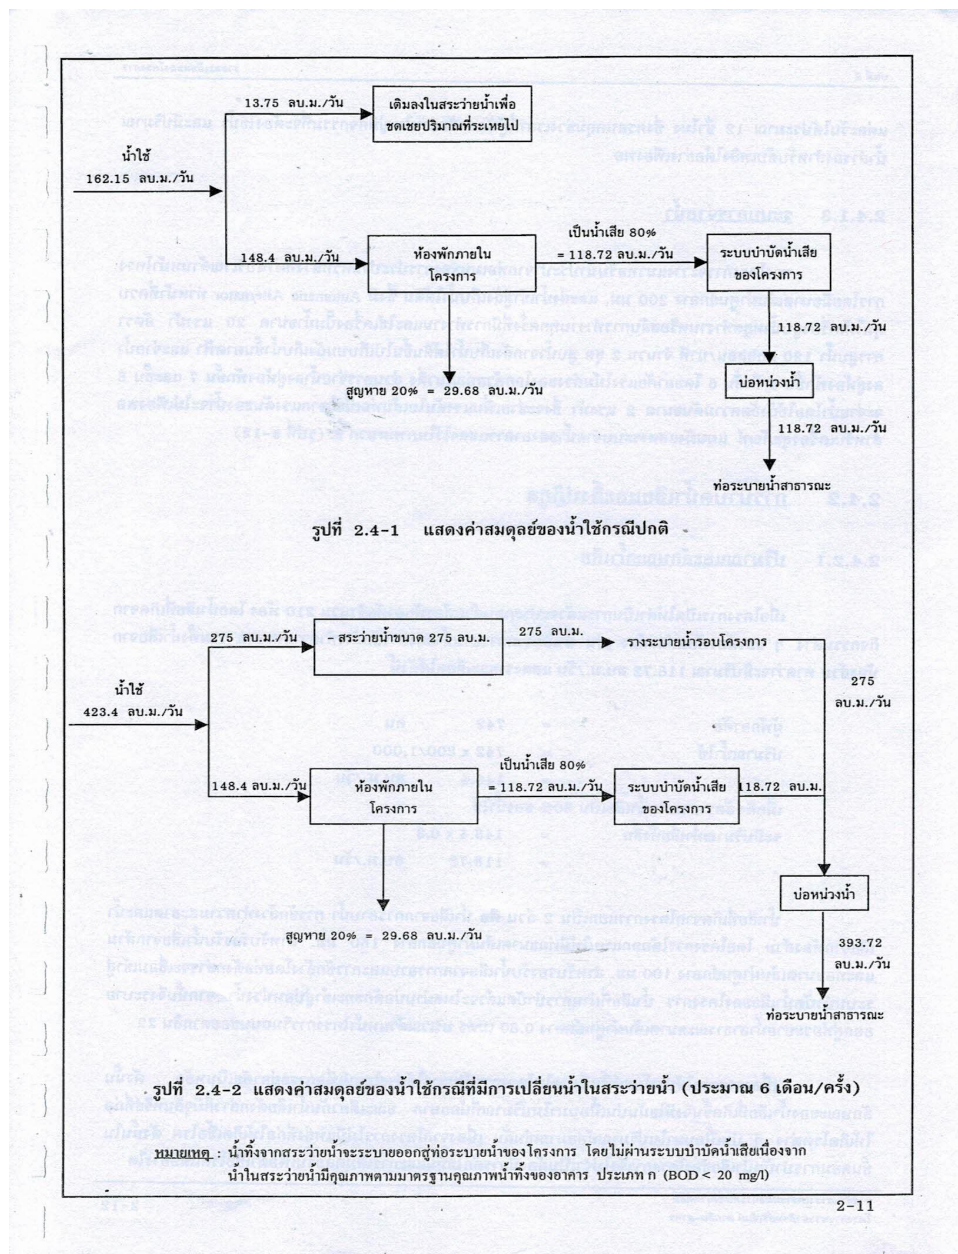 13.75 ลบ.ม./วัน
เติมลงในสระว่ายน้ำเพื่อ
ชดเชยปริมาณที่ระเหยไป
น้ำใช้
162.15 ลบ.ม./วัน
148.4 ลบ.ม./วัน
ห้องพักภายใน
โครงการ
เป็นน้ำเสีย 80%
= 118.72 ลบ.ม./วัน
ระบบบำบัดน้ำเสีย
ของโครงการ
118.72 ลบ.ม./วัน
สูญหาย 20% = 29.68 ลบ.ม./วัน
บ่อหน่วงน้ำ
118.72 ลบ.ม./วัน
ท่อระบายน้ำสาธารณะ
รูปที่ 2.4-1 แสดงค่าสมดุลย์ของน้ำใช้กรณีปกติ
275 ลบ.ม./วัน
สระว่ายน้ำขนาด 275 ลบ.ม.
275 ลบ.ม.
รางระบายน้ำรอบโครงการ
275
ลบ.ม./วัน
น้ำใช้
423.4 ลบ.ม./วัน
148.4 ลบ.ม./วัน
ห้องพักภายใน
โครงการ
เป็นน้ำเสีย 80%
= 118.72 ลบ.ม./วัน
ระบบบำบัดน้ำเสีย
ของโครงการ
118.72 ลบ.ม.
บ่อหน่วงน้ำ
สูญหาย 20% = 29.68 ลบ.ม./วัน
393.72
ลบ.ม./วัน
ท่อระบายน้ำสาธารณะ
รูปที่ 2.4-2 แสดงค่าสมดุลย์ของน้ำใช้กรณีที่มีการเปลี่ยนน้ำในสระว่ายน้ำ (ประมาณ 6 เดือน/ครั้ง)
หมายเหตุ : น้ำทิ้งจากสระว่ายน้ำจะระบายออกสู่ท่อระบายน้ำของโครงการ โดยไม่ผ่านระบบบำบัดน้ำเสียเนื่องจาก
น้ำในสระว่ายน้ำมีคุณภาพตามมาตรฐานคุณภาพน้ำทิ้งของอาคาร ประเภท ก (BOD < 20 mg/l)
2-11